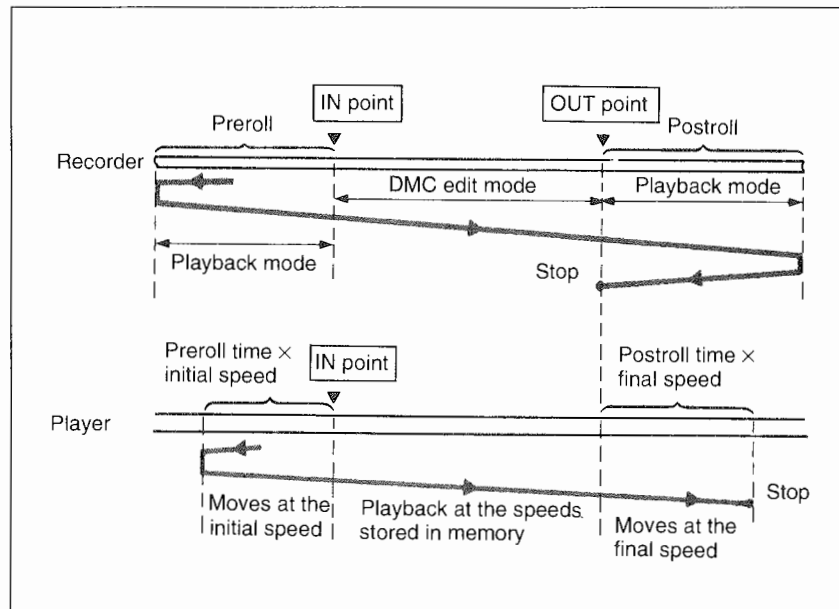 IN point
OUT point
Preroll
Postroll
Recorder
DMC edit mode
Playback mode
Playback mode
Stop
Preroll time ×
initial speed
IN point
Postroll time ×
final speed
Player
Stop
Moves at the
initial speed
Playback at the speeds
stored in memory
Moves at the
final speed